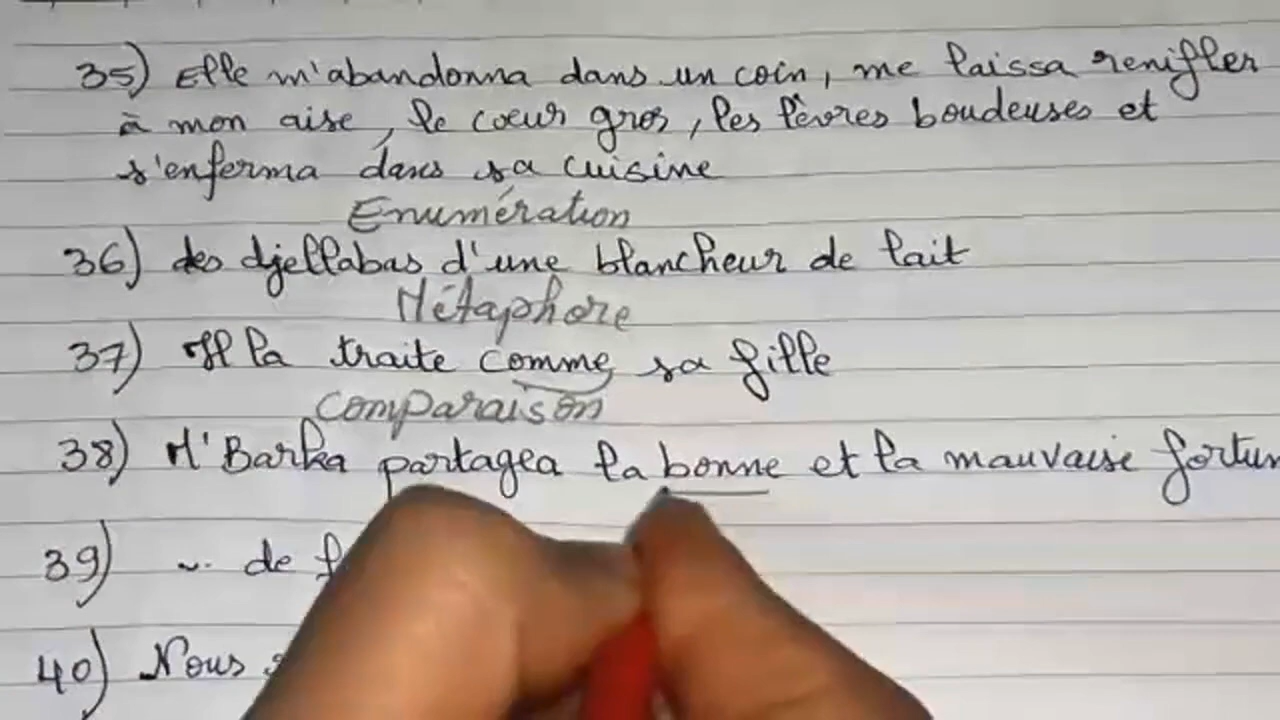 35) Elle m'abandonna dans un coin, me laissa renifler
à mon aise, le coeur gros, les lèvres boudeuses et
s'enferma dans sa cuisine
Enumération
36) des djellabas d'une blancheur de lait
Métaphore
37) Il la traite comme sa fille
Comparaison
38) M'Barka partagea la bonne et la mauvaise fortun
39) ~. de
40) Nous